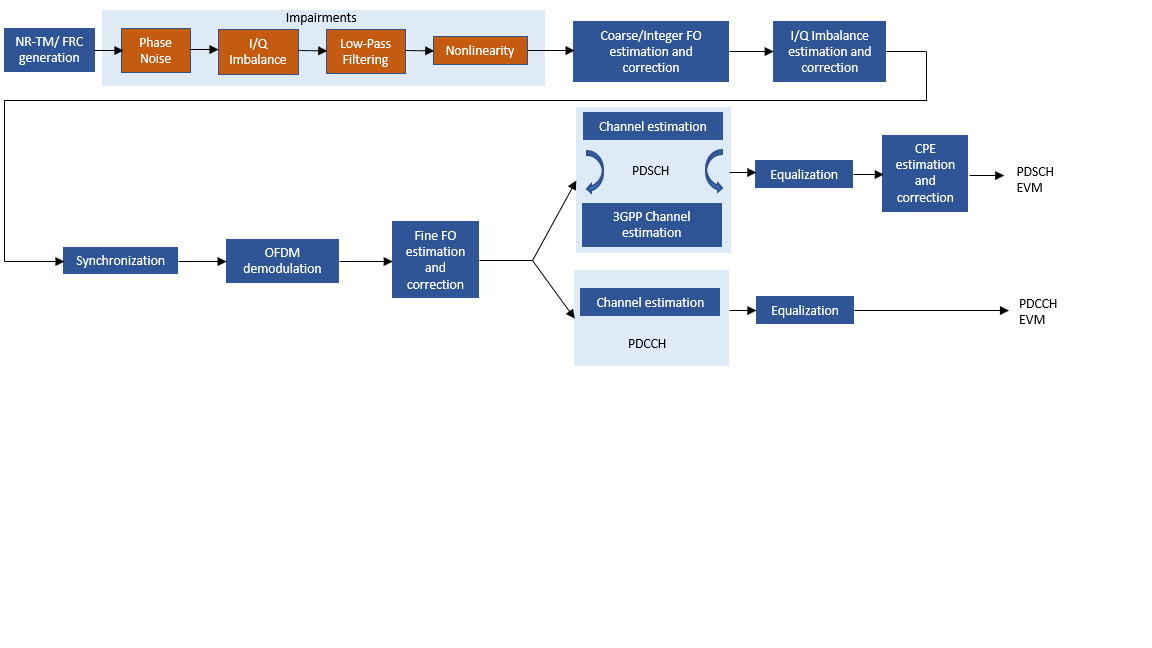 Impairments
NR-TM/ FRC
generation
Phase
Noise
I/Q
Imbalance
Low-Pass
Filtering
Nonlinearity
Coarse/Integer FO
estimation and
correction
I/Q Imbalance
estimation and
correction
Synchronization
OFDM
demodulation
Fine FO
estimation
and
correction
Channel estimation
PDSCH
3GPP Channel
estimation
Equalization
CPE
estimation
and
correction
PDSCH
EVM
Channel estimation
PDCCH
Equalization
PDCCH
EVM